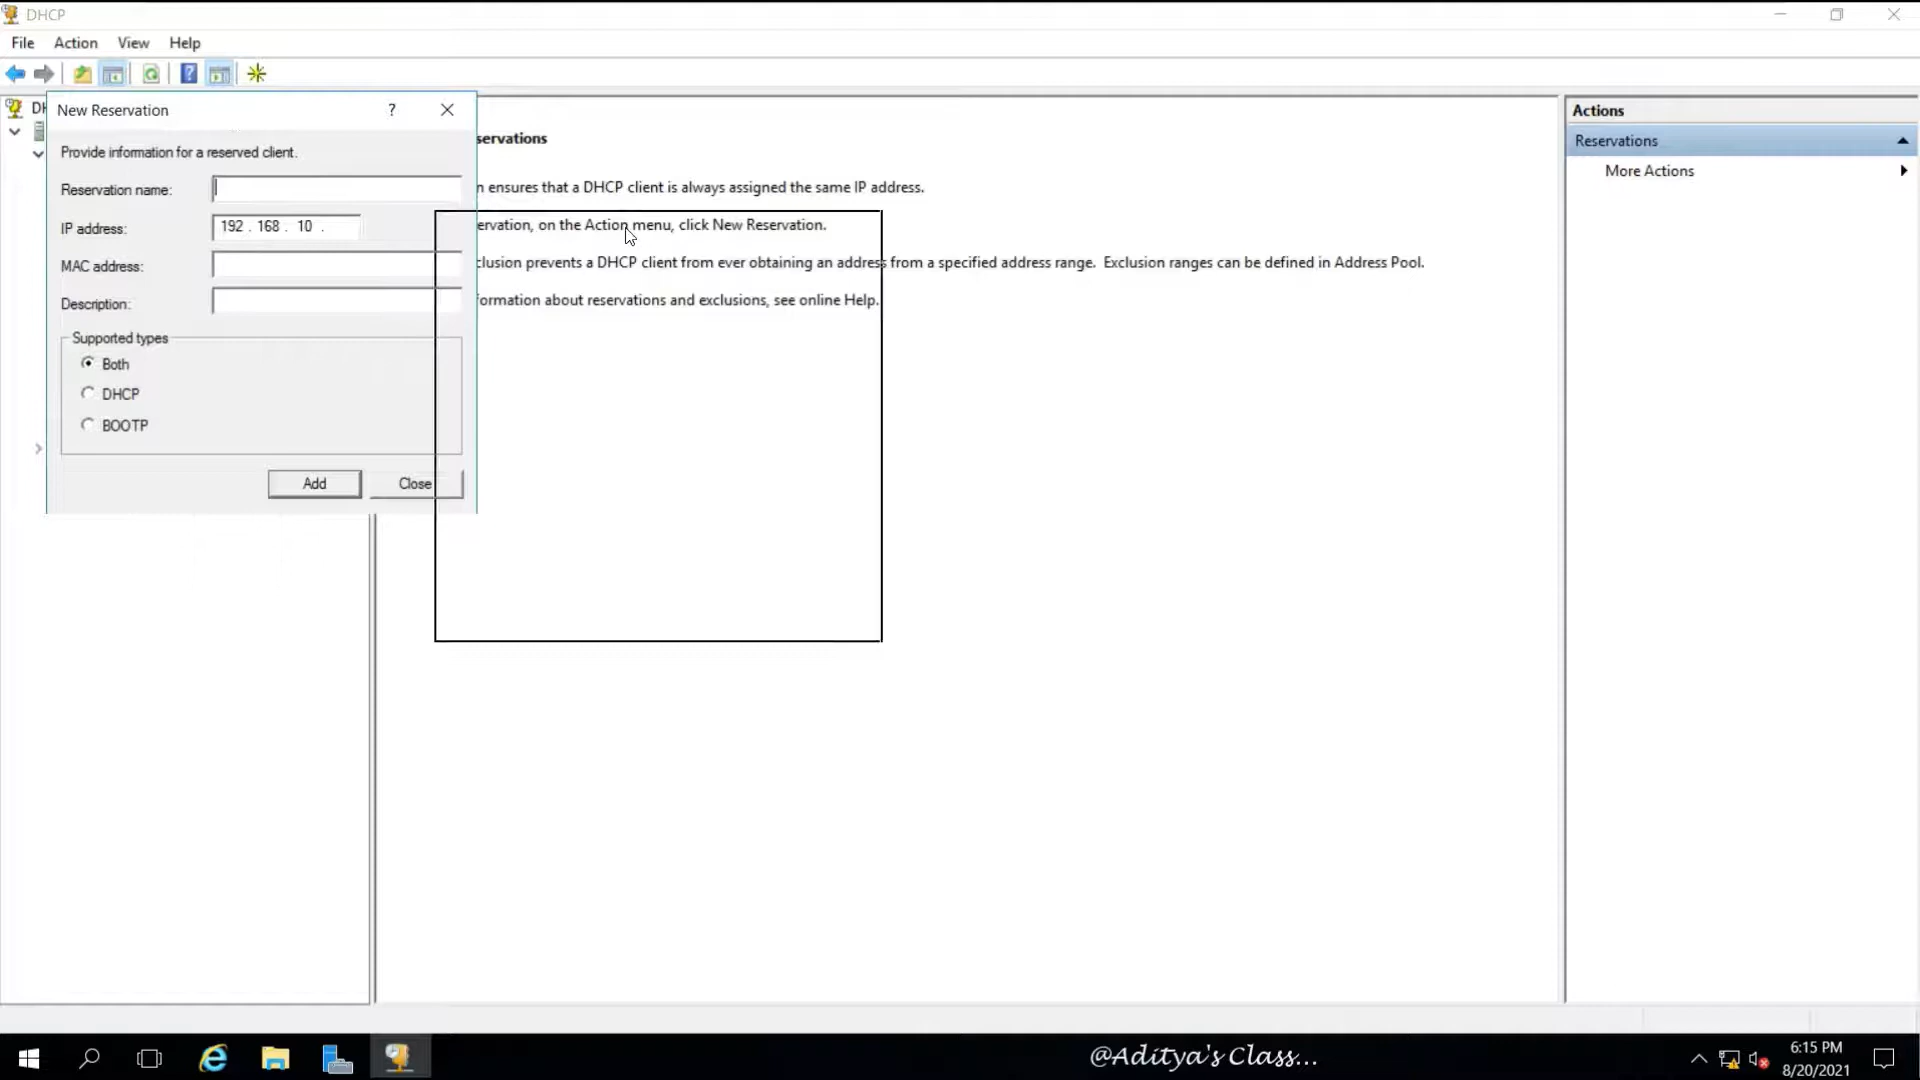 DHCP
File Action View Help
DH
New Reservation
Provide information for a reserved client.
Reservation name:
IP address: 192 . 168 . 10 .
MAC address:
Description:
Supported types
Both
DHCP
BOOTP
Add Close
servations
n ensures that a DHCP client is always assigned the same IP address.
ervation, on the Action menu, click New Reservation.
clusion prevents a DHCP client from ever obtaining an address from a specified address range. Exclusion ranges can be defined in Address Pool.
formation about reservations and exclusions, see online Help.
Actions
Reservations
More Actions
@Aditya's Class...
6:15 PM
8/20/2021